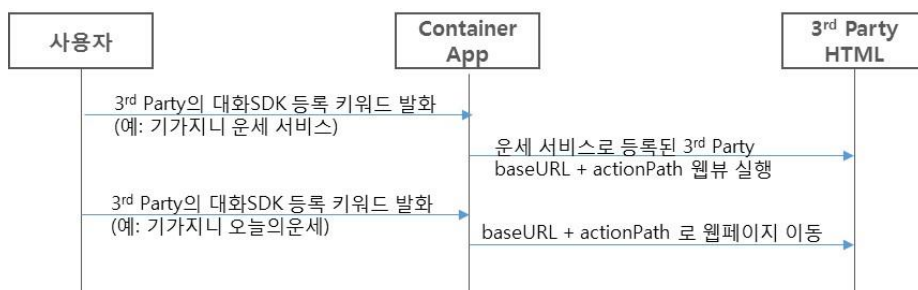 사용자
Container
App
3rd Party
HTML
3rd Party의 대화SDK 등록 키워드 발화
(예: 기가지니 운세 서비스)
운세 서비스로 등록된 3rd Party
baseURL + actionPath 웹뷰 실행
3rd Party의 대화SDK 등록 키워드 발화
(예: 기가지니 오늘의운세)
baseURL + actionPath 로 웹페이지 이동